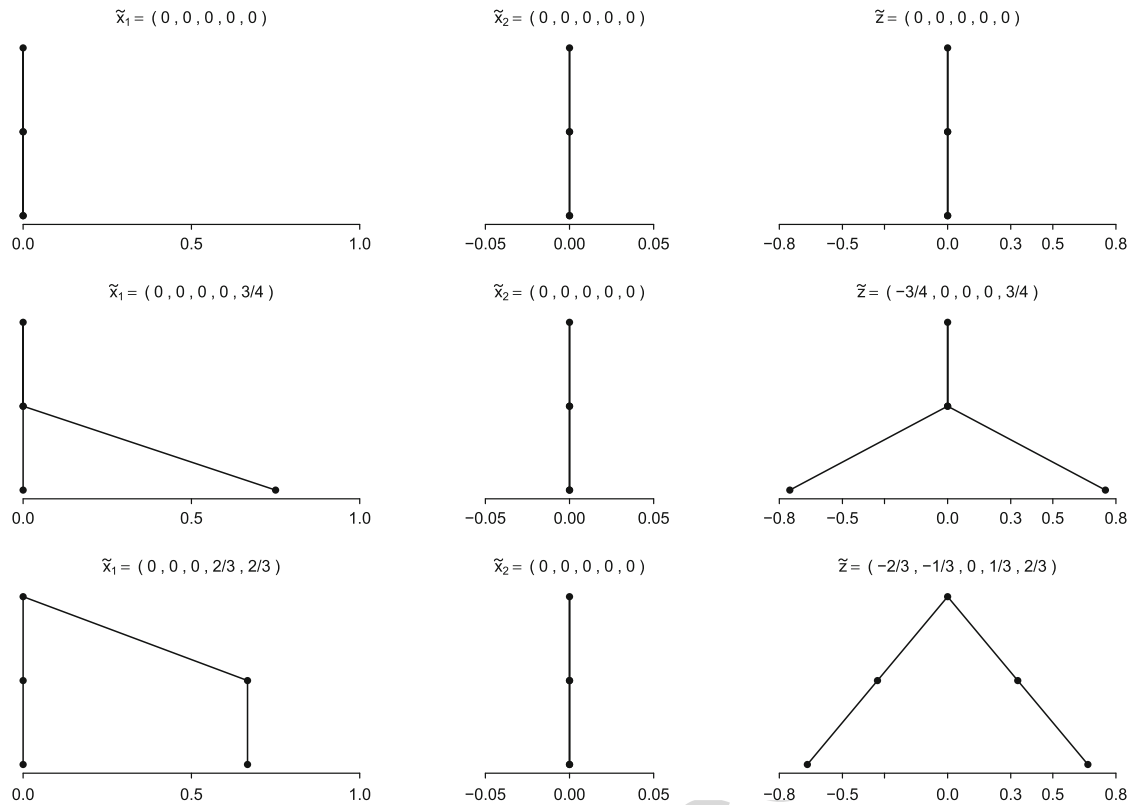 x̃₁ = ( 0 , 0 , 0 , 0 , 0 )
x̃₂ = ( 0 , 0 , 0 , 0 , 0 )
z̃ = ( 0 , 0 , 0 , 0 , 0 )
0.0 0.5 1.0
−0.05 0.00 0.05
−0.8 −0.5 0.0 0.3 0.5 0.8
x̃₁ = ( 0 , 0 , 0 , 0 , 3/4 )
x̃₂ = ( 0 , 0 , 0 , 0 , 0 )
z̃ = ( −3/4 , 0 , 0 , 0 , 3/4 )
0.0 0.5 1.0
−0.05 0.00 0.05
−0.8 −0.5 0.0 0.3 0.5 0.8
x̃₁ = ( 0 , 0 , 0 , 2/3 , 2/3 )
x̃₂ = ( 0 , 0 , 0 , 0 , 0 )
z̃ = ( −2/3 , −1/3 , 0 , 1/3 , 2/3 )
0.0 0.5 1.0
−0.05 0.00 0.05
−0.8 −0.5 0.0 0.3 0.5 0.8